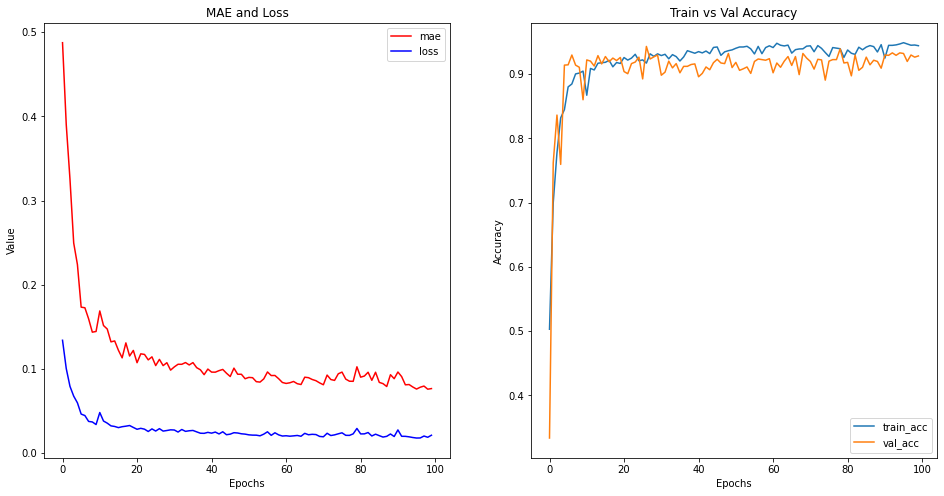 MAE and Loss
mae
loss
0.5
0.4
0.3
0.2
0.1
0.0
Value
0
20
40
60
80
100
Epochs
Train vs Val Accuracy
0.9
0.8
0.7
0.6
0.5
0.4
Accuracy
train_acc
val_acc
0
20
40
60
80
100
Epochs